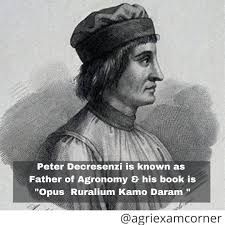 Peter Decresenzi is known as
Father of Agronomy & his book is
"Opus Ruralium Kamo Daram "
@agriexamcorner